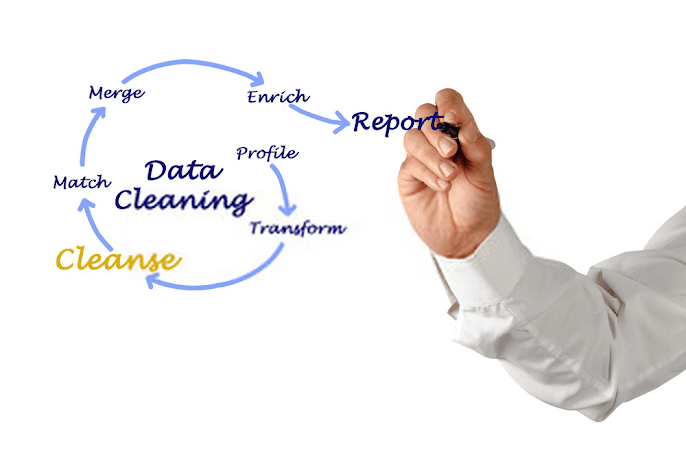 Merge
Enrich
Report
Profile
Data
Cleaning
Match
Transform
Cleanse